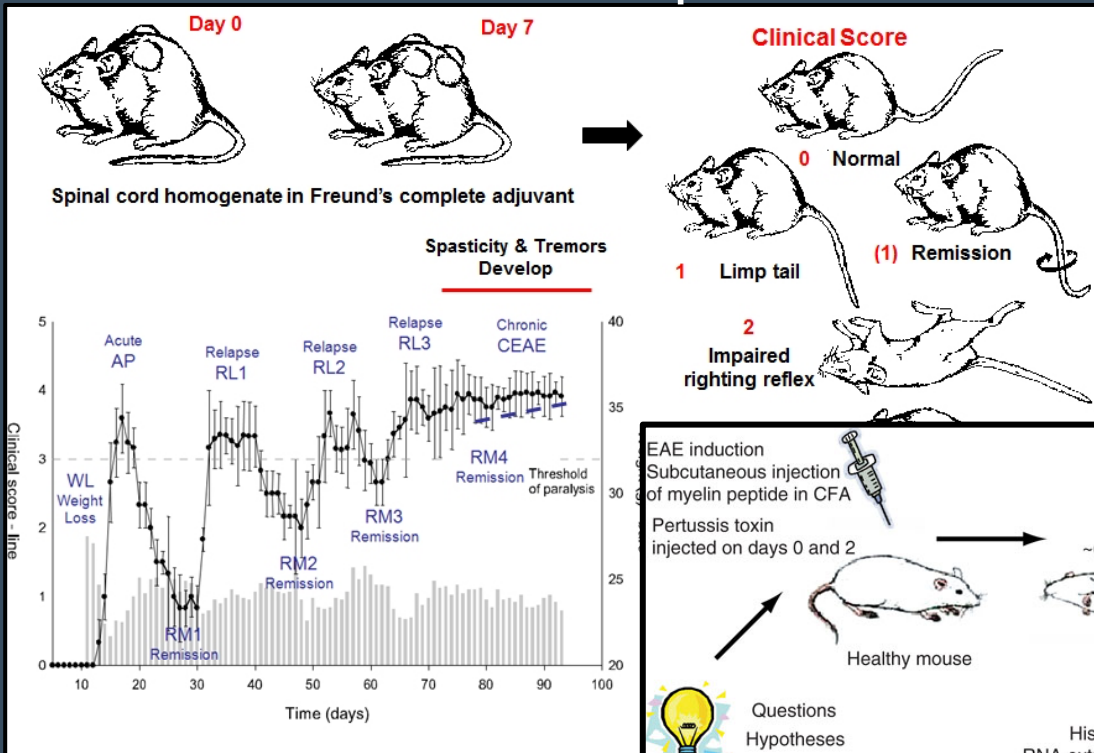 Day 0
Day 7
Clinical Score
0 Normal
Spinal cord homogenate in Freund's complete adjuvant
1 Limp tail
(1) Remission
2
Impaired
righting reflex
Spasticity & Tremors
Develop
Clinical score - line
5
4
3
2
1
0
40
35
30
25
20
10
20
30
40
50
60
70
80
90
100
Time (days)
WL
Weight
Loss
Acute
AP
RM1
Remission
Relapse
RL1
RM2
Remission
Relapse
RL2
RM3
Remission
Relapse
RL3
Chronic
CEAE
RM4
Remission
Threshold
of paralysis
EAE induction
Subcutaneous injection
of myelin peptide in CFA
Pertussis toxin
injected on days 0 and 2
Healthy mouse
Questions
Hypotheses